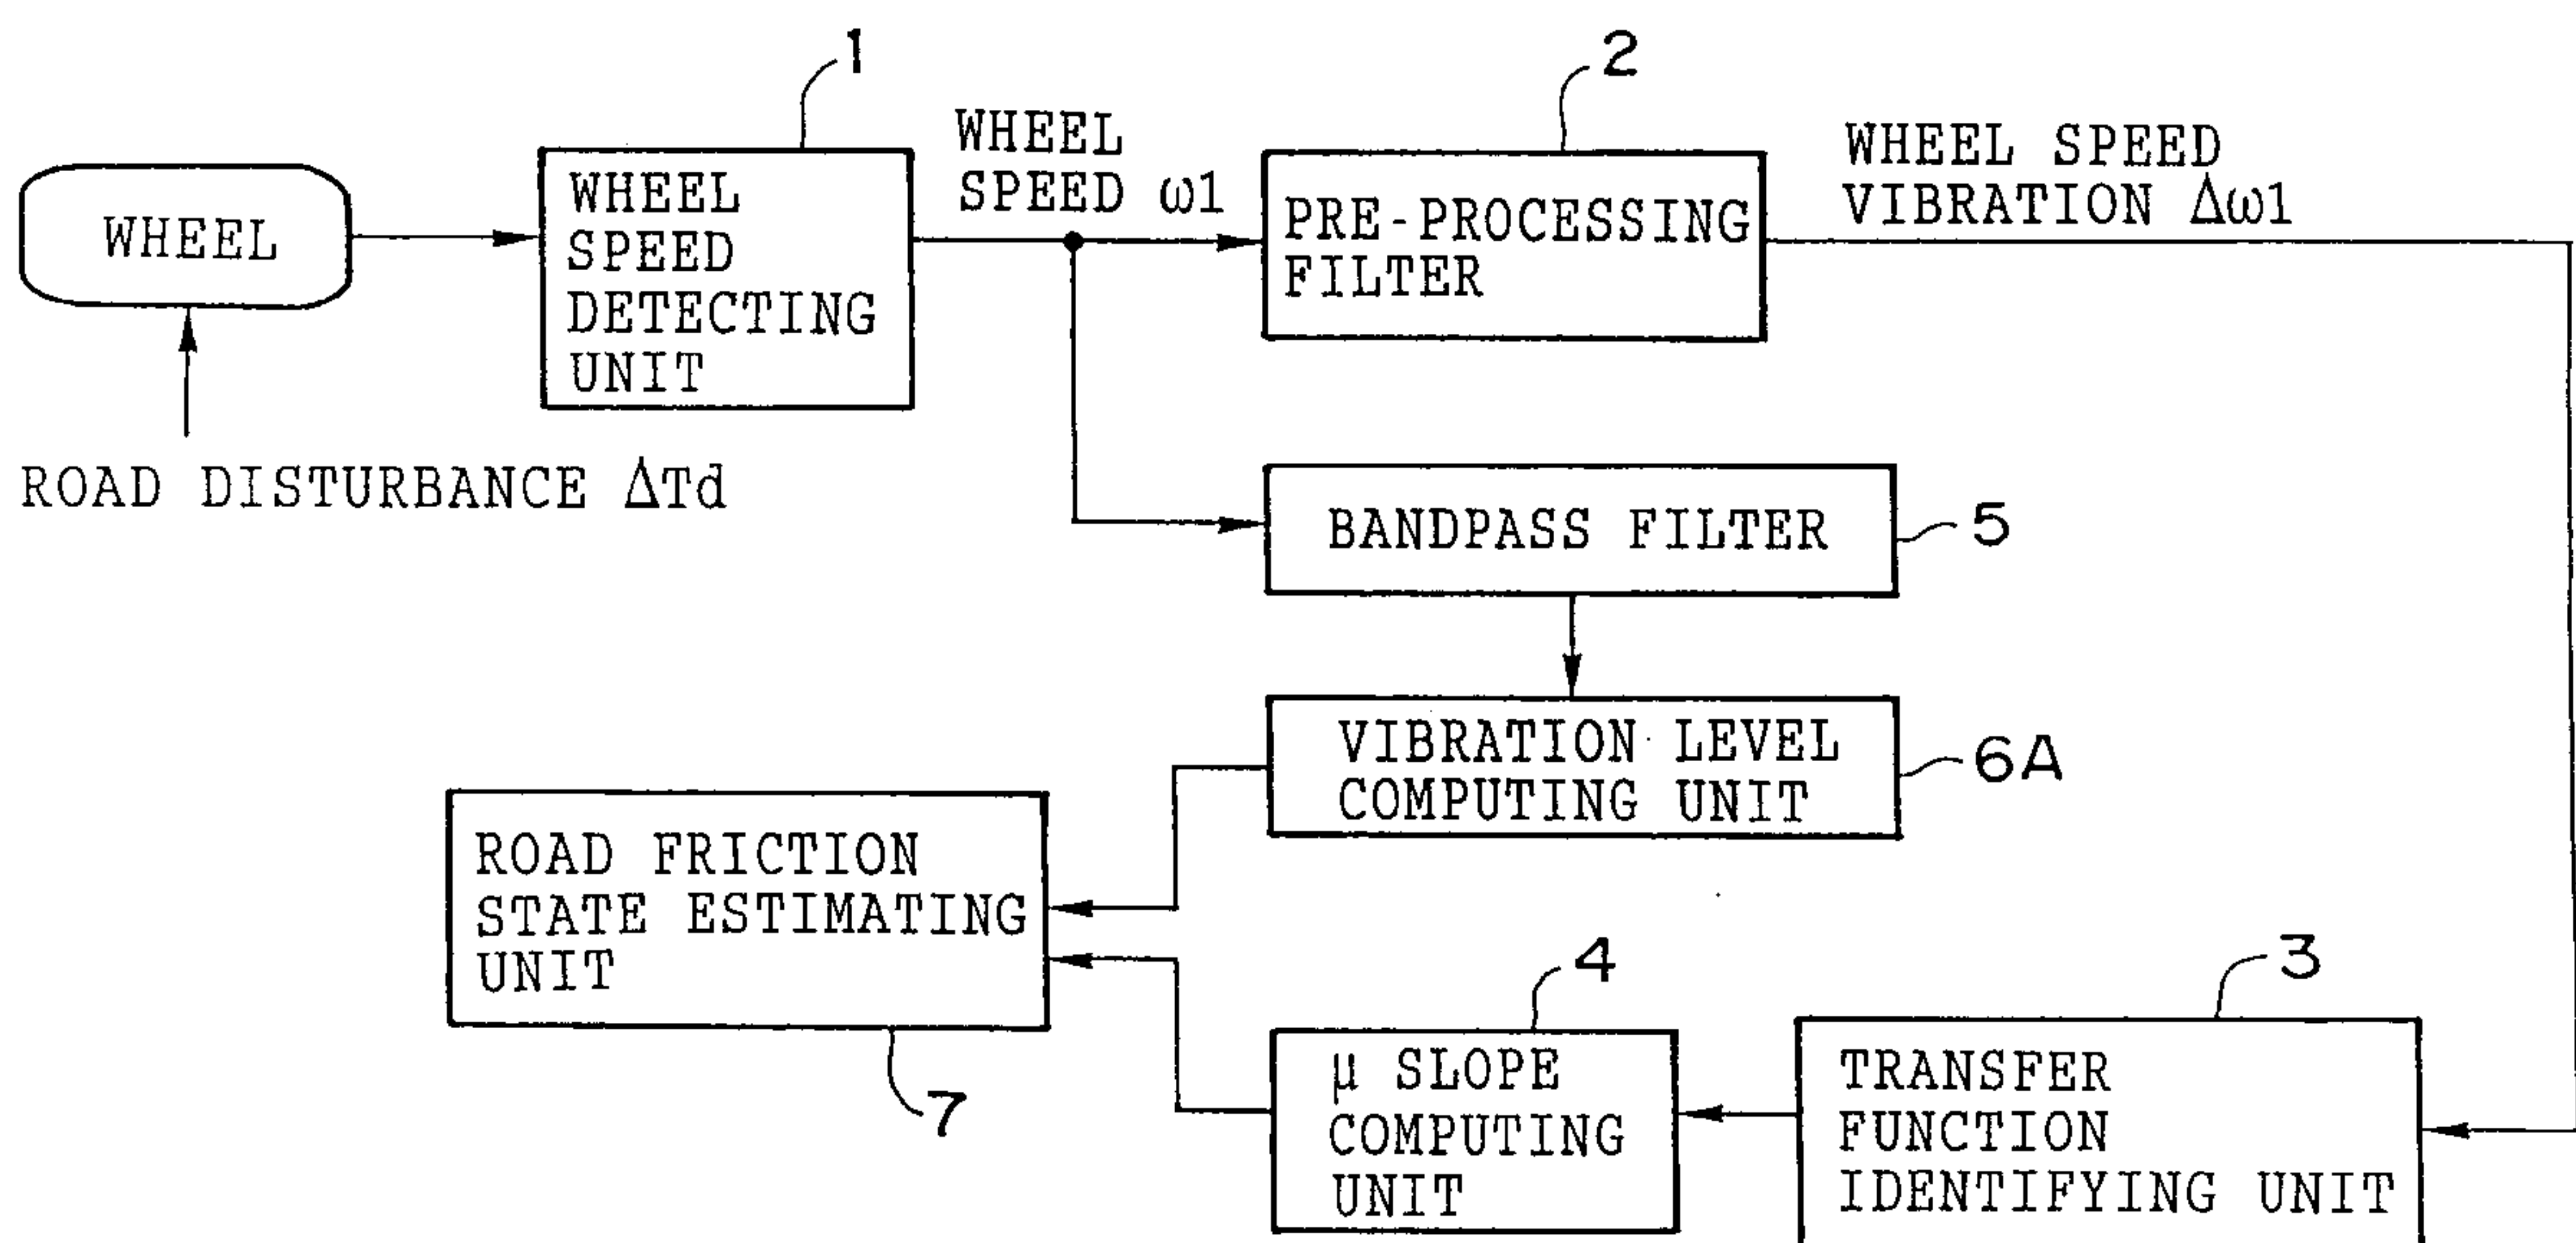 1
2
WHEEL
SPEED ω1
WHEEL SPEED
VIBRATION Δω1
WHEEL
WHEEL
SPEED
DETECTING
UNIT
PRE-PROCESSING
FILTER
ROAD DISTURBANCE ΔTd
BANDPASS FILTER
5
VIBRATION LEVEL
COMPUTING UNIT
6A
ROAD FRICTION
STATE ESTIMATING
UNIT
7
4
μ SLOPE
COMPUTING
UNIT
3
TRANSFER
FUNCTION
IDENTIFYING UNIT